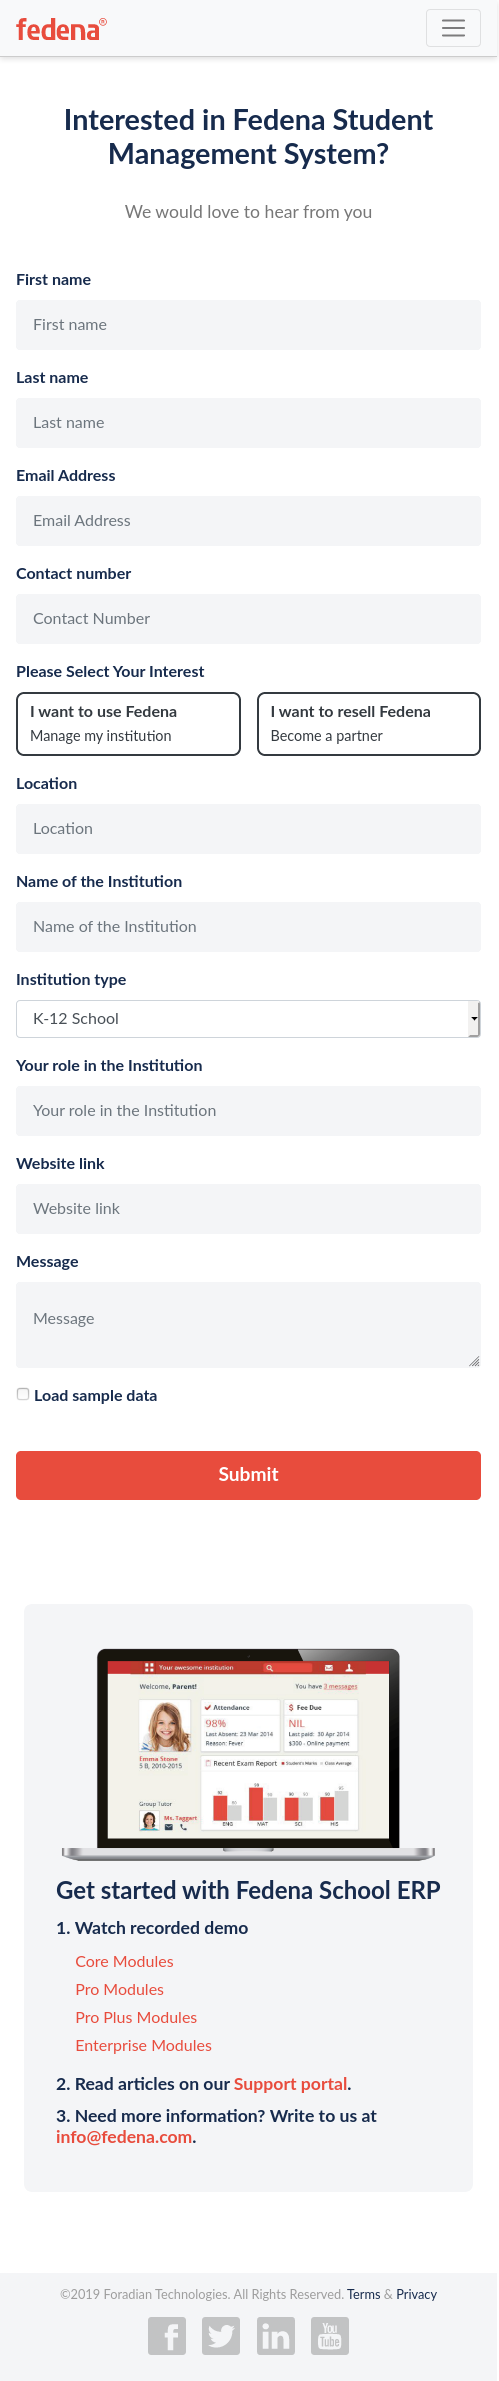 fedena®
Interested in Fedena Student
Management System?
We would love to hear from you
First name
First name
Last name
Last name
Email Address
Email Address
Contact number
Contact Number
Please Select Your Interest
I want to use Fedena
Manage my institution
I want to resell Fedena
Become a partner
Location
Location
Name of the Institution
Name of the Institution
Institution type
K-12 School
Your role in the Institution
Your role in the Institution
Website link
Website link
Message
Message
Load sample data
Submit
Your awesome institution
Welcome, Parent!
You have 3 messages
Attendance
98%
Last Absent: 23 Mar 2014
Reason: Fever
$ Fee Due
NIL
Last paid: 30 Apr 2014
$300 - Online payment
Emma Stone
5 B, 2010-2015
Recent Exam Report
Student's Marks
Class Average
Group Tutor
Ms. Taggart
ENG
MAT
SCI
HIS
Get started with Fedena School ERP
1. Watch recorded demo
Core Modules
Pro Modules
Pro Plus Modules
Enterprise Modules
2. Read articles on our Support portal.
3. Need more information? Write to us at
info@fedena.com.
©2019 Foradian Technologies. All Rights Reserved. Terms & Privacy
You
Tube